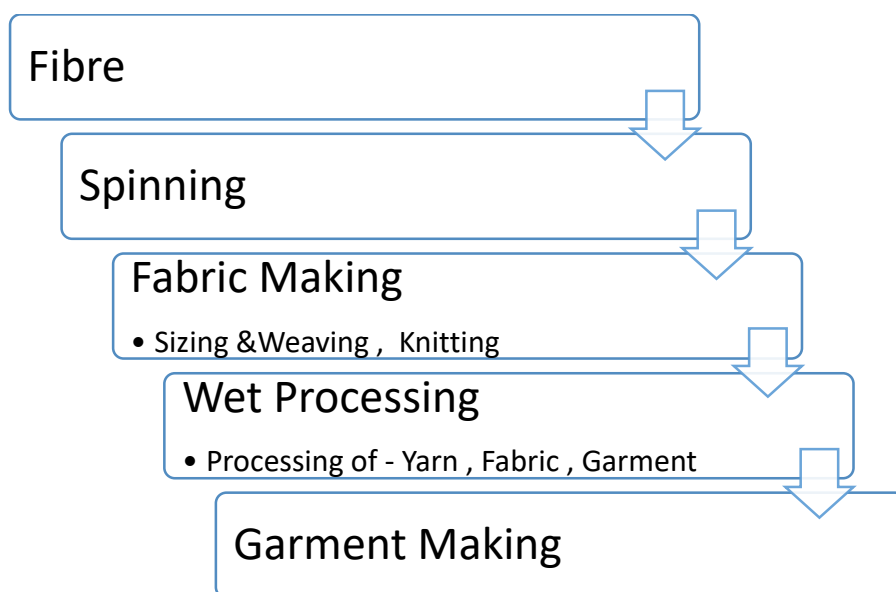 Fibre
Spinning
Fabric Making
• Sizing &Weaving , Knitting
Wet Processing
• Processing of - Yarn , Fabric , Garment
Garment Making